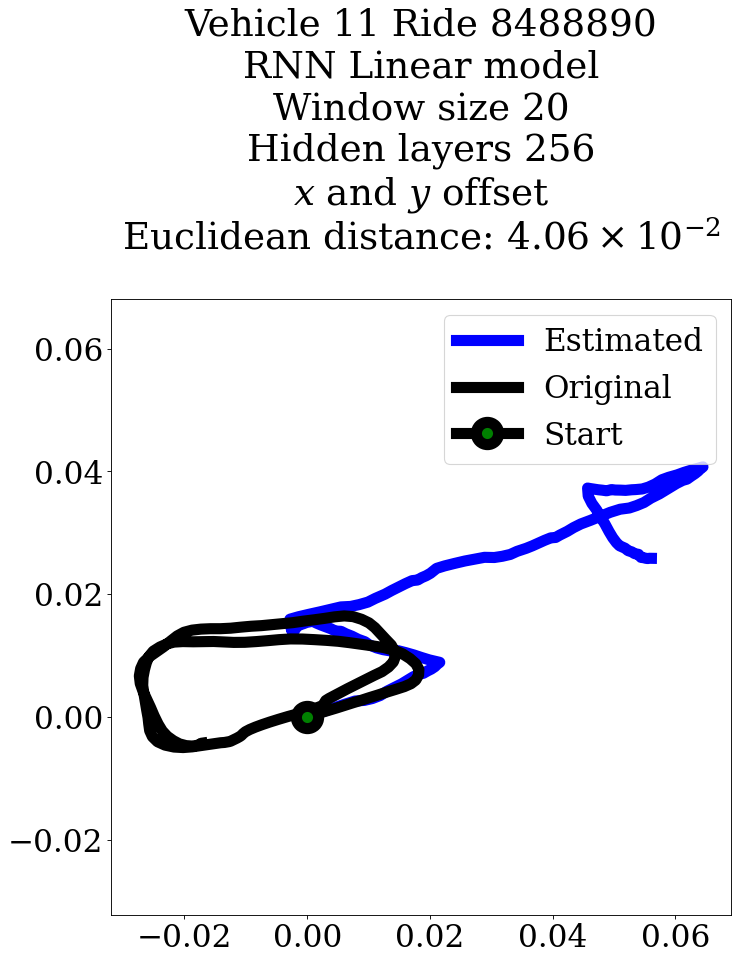 Vehicle 11 Ride 8488890
RNN Linear model
Window size 20
Hidden layers 256
x and y offset
Euclidean distance: 4.06 × 10⁻²
Estimated
Original
Start
0.06
0.04
0.02
0.00
−0.02
−0.02 0.00 0.02 0.04 0.06